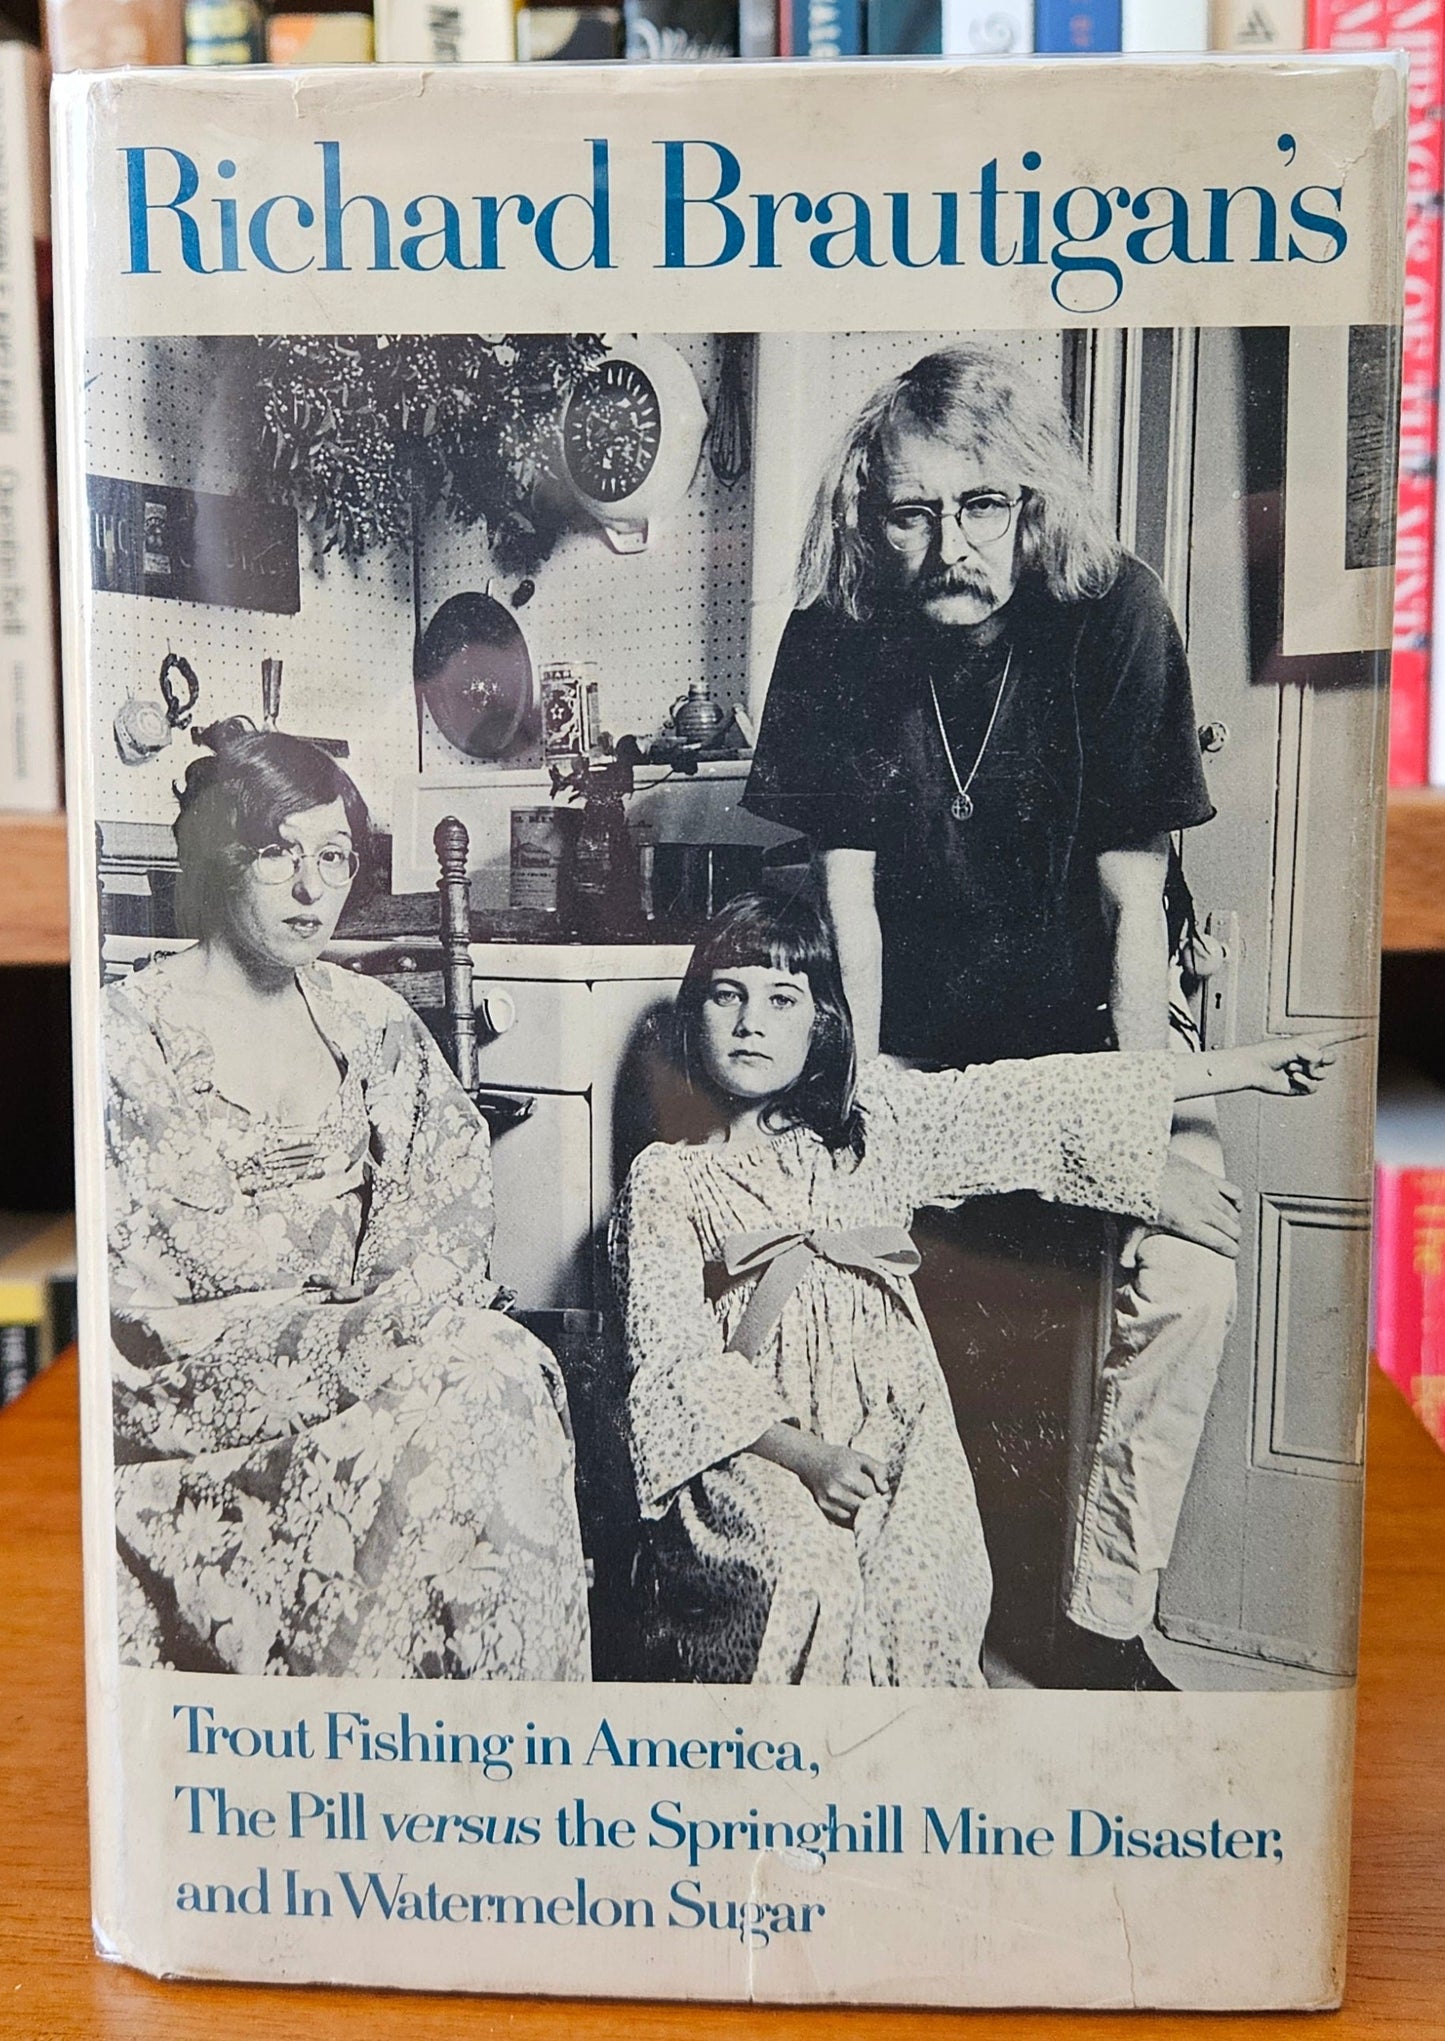 Richard Brautigan's
Trout Fishing in America,
The Pill versus the Springhill Mine Disaster,
and In Watermelon Sugar